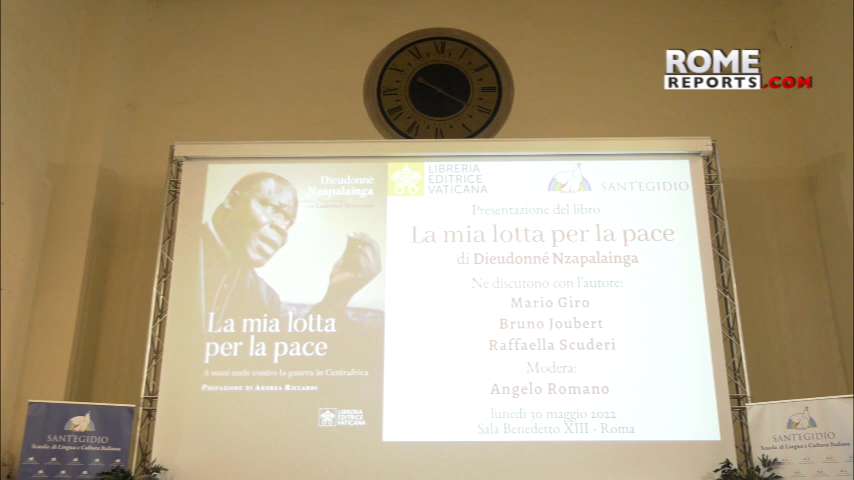 ROME
REPORTS.COM
Dieudonné
Nzapalainga
La mia lotta
per la pace
A mani nude contro la guerra in Centrafrica
Prefazione di Andrea Riccardi
LIBRERIA
EDITRICE
VATICANA
LIBRERIA
EDITRICE
VATICANA
SANT'EGIDIO
Presentazione del libro
La mia lotta per la pace
di Dieudonné Nzapalainga
Ne discutono con l'autore:
Mario Giro
Bruno Joubert
Raffaella Scuderi
Modera:
Angelo Romano
lunedì 30 maggio 2022
Sala Benedetto XIII - Roma
SANT'EGIDIO
Scuola di Lingua e Cultura Italiana
SANT'EGIDIO
Scuola di Lingua e Cultura Italiana